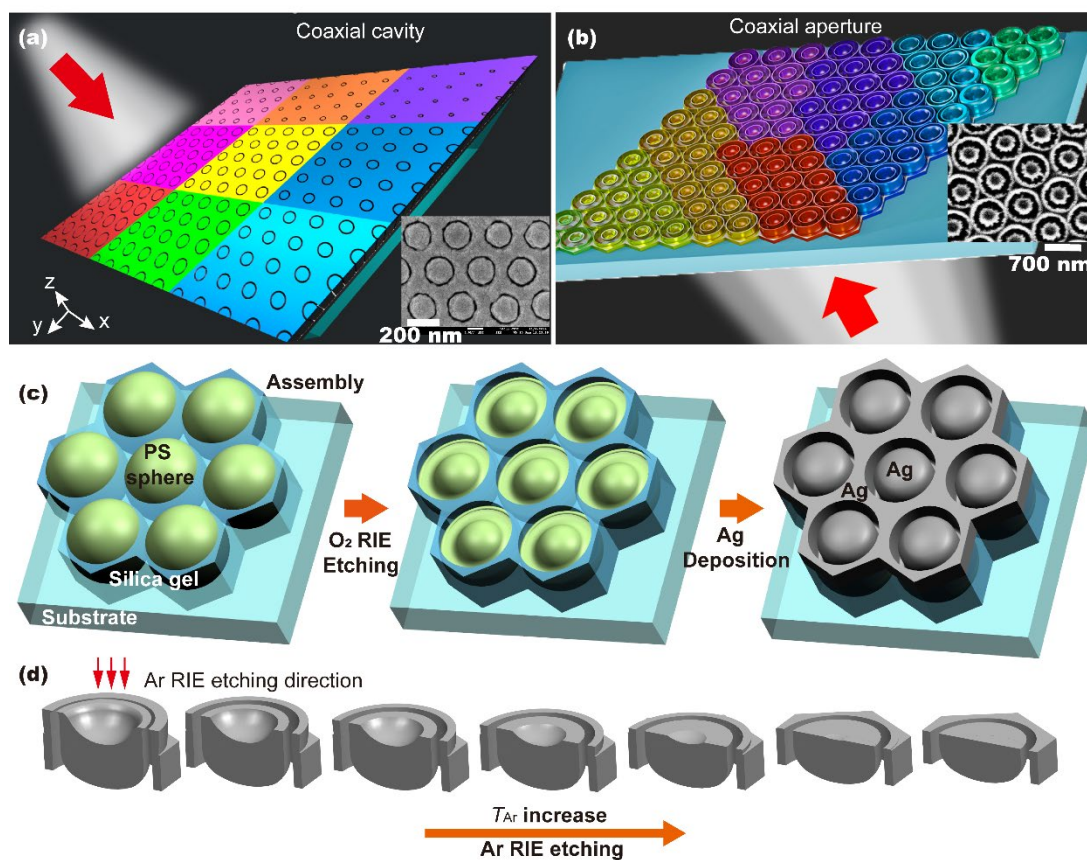 (a)
Coaxial cavity
z
y
x
200 nm
(b)
Coaxial aperture
700 nm
(c)
Assembly
PS
sphere
Silica gel
Substrate
O₂ RIE
Etching
Ag
Deposition
Ag
Ag
(d)
Ar RIE etching direction
TAr increase
Ar RIE etching